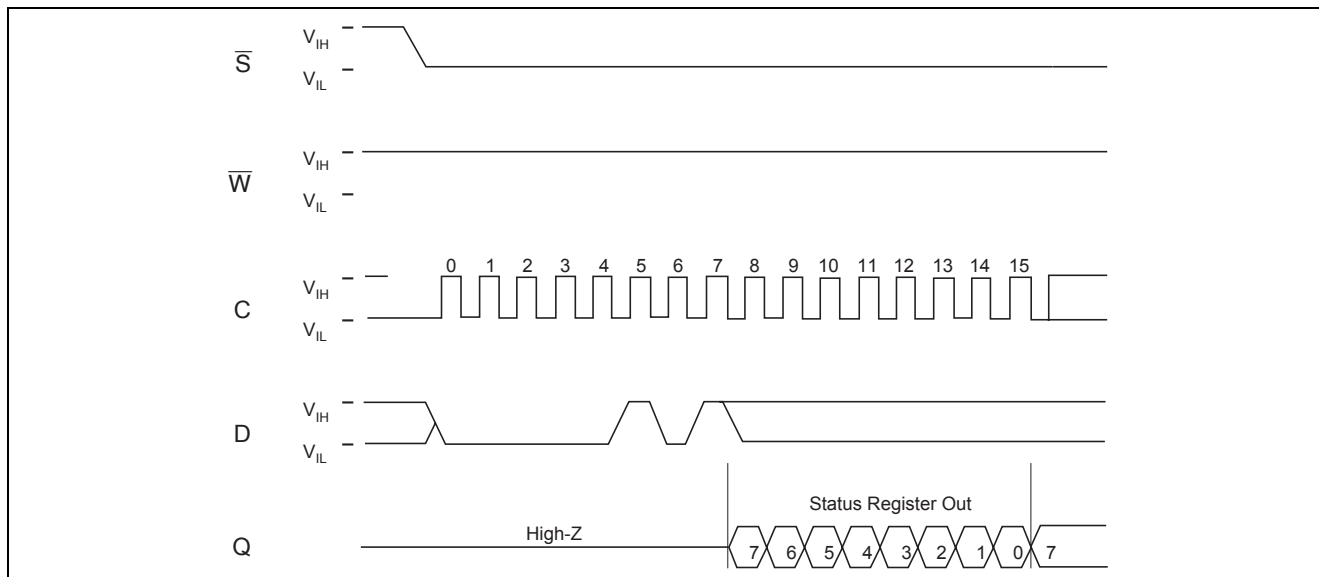 S̅
V_IH
V_IL
W̅
V_IH
V_IL
0 1 2 3 4 5 6 7 8 9 10 11 12 13 14 15
C
V_IH
V_IL
D
V_IH
V_IL
Status Register Out
Q
High-Z
7 6 5 4 3 2 1 0 7